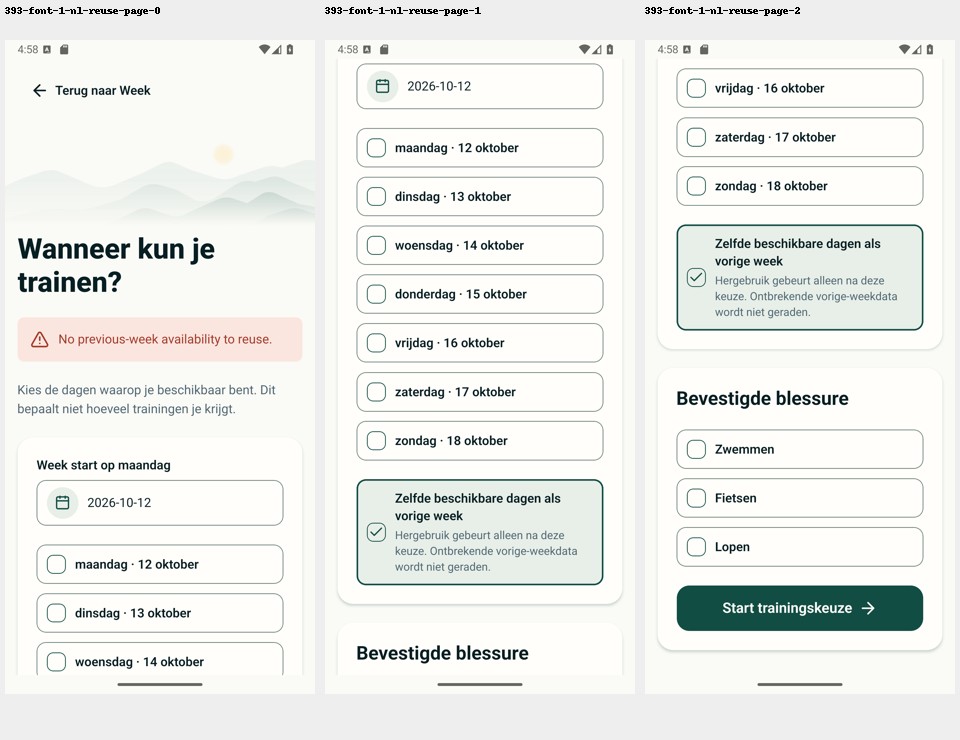 393-font-1-nl-reuse-page-0
4:58
Terug naar Week
Wanneer kun je
trainen?
No previous-week availability to reuse.
Kies de dagen waarop je beschikbaar bent. Dit
bepaalt niet hoeveel trainingen je krijgt.
Week start op maandag
2026-10-12
maandag · 12 oktober
dinsdag · 13 oktober
woensdag · 14 oktober
393-font-1-nl-reuse-page-1
4:58
2026-10-12
maandag · 12 oktober
dinsdag · 13 oktober
woensdag · 14 oktober
donderdag · 15 oktober
vrijdag · 16 oktober
zaterdag · 17 oktober
zondag · 18 oktober
Zelfde beschikbare dagen als
vorige week
Hergebruik gebeurt alleen na deze
keuze. Ontbrekende vorige-weekdata
wordt niet geraden.
Bevestigde blessure
393-font-1-nl-reuse-page-2
4:58
vrijdag · 16 oktober
zaterdag · 17 oktober
zondag · 18 oktober
Zelfde beschikbare dagen als
vorige week
Hergebruik gebeurt alleen na deze
keuze. Ontbrekende vorige-weekdata
wordt niet geraden.
Bevestigde blessure
Zwemmen
Fietsen
Lopen
Start trainingskeuze